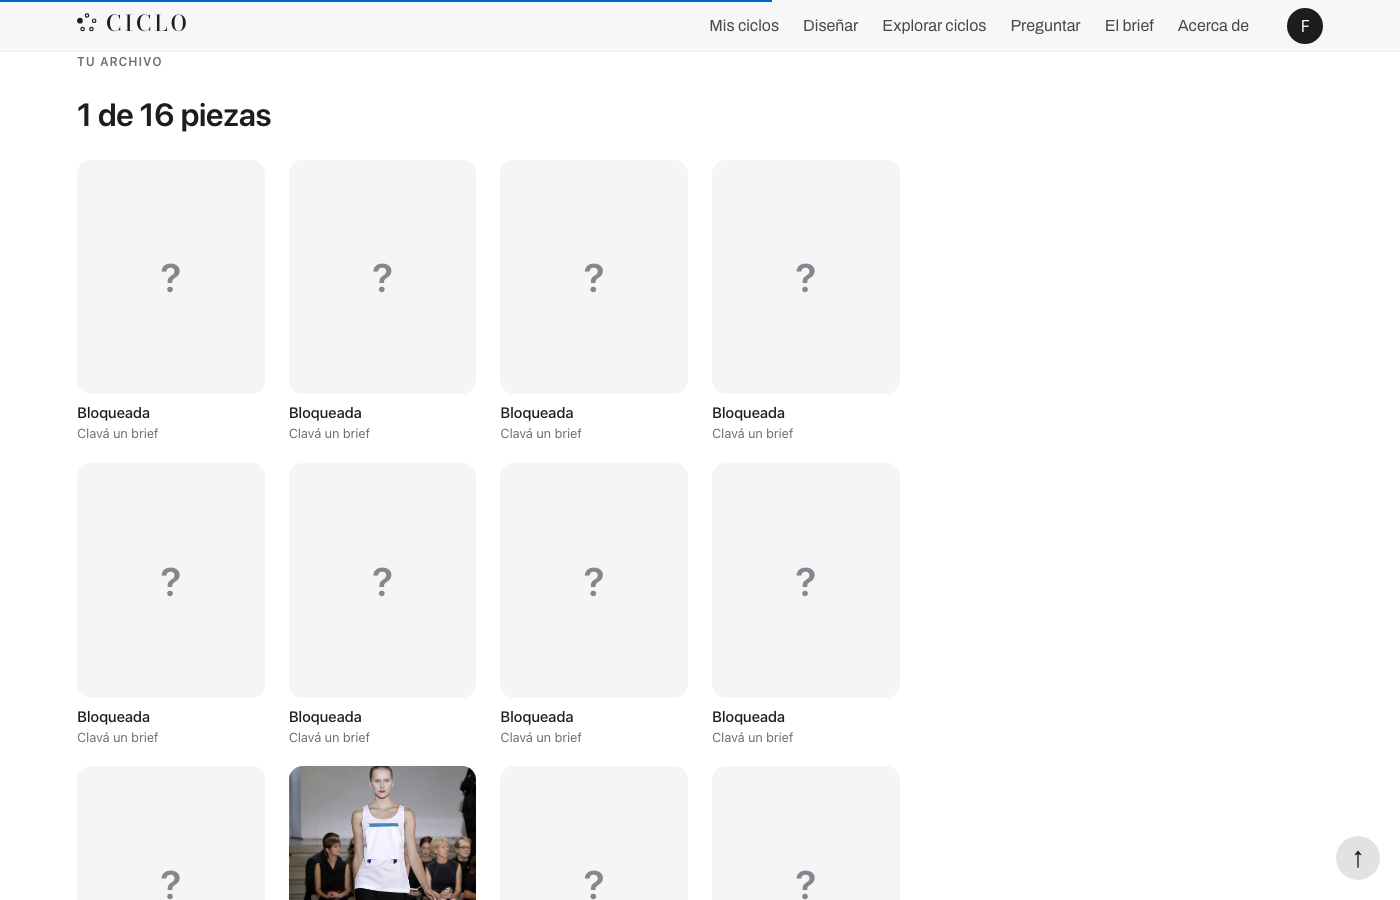 CICLO
Mis ciclos Diseñar Explorar ciclos Preguntar El brief Acerca de F
TU ARCHIVO
1 de 16 piezas
? ? ? ?
Bloqueada Bloqueada Bloqueada Bloqueada
Clavá un brief Clavá un brief Clavá un brief Clavá un brief
? ? ? ?
Bloqueada Bloqueada Bloqueada Bloqueada
Clavá un brief Clavá un brief Clavá un brief Clavá un brief
? ? ?
↑